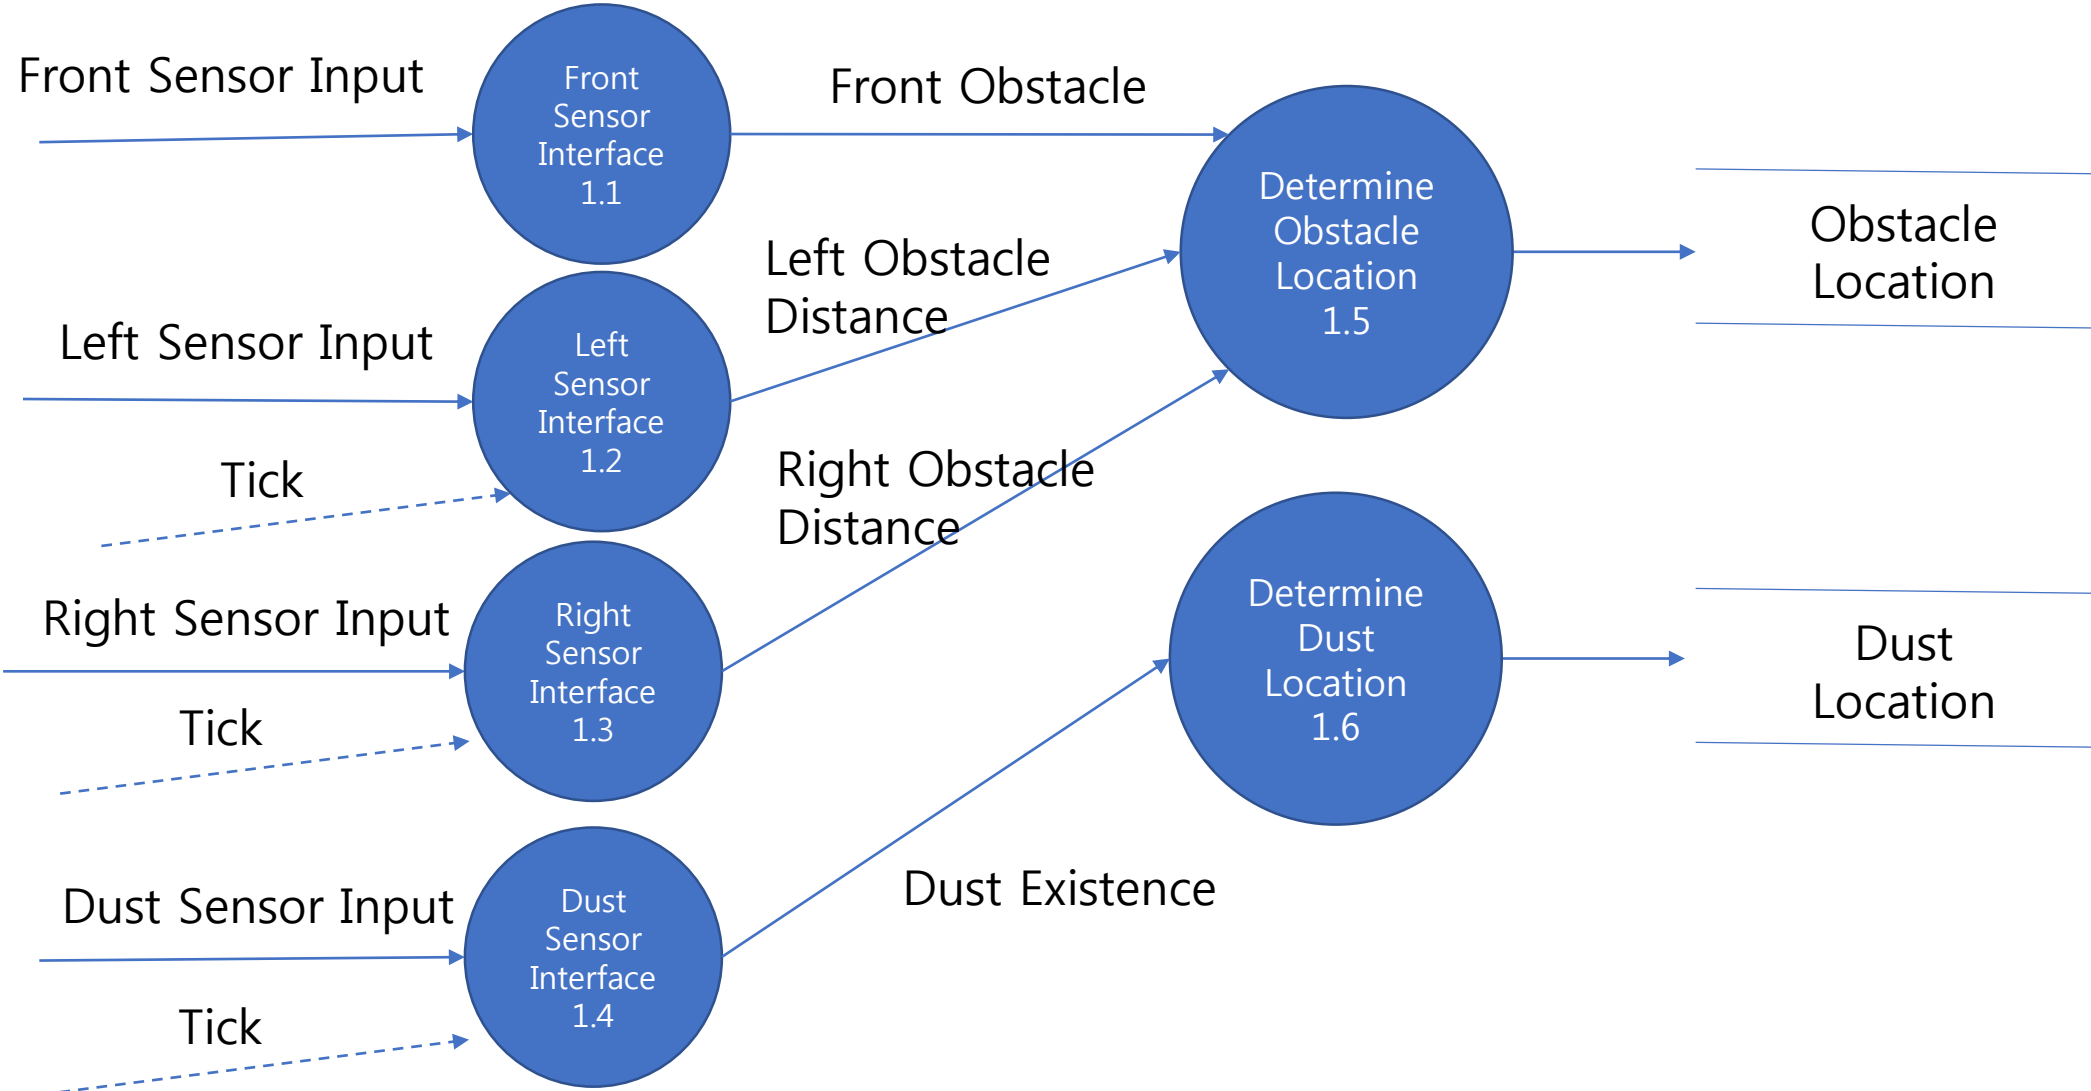 Front Sensor Input
Front
Sensor
Interface
1.1
Front Obstacle
Determine
Obstacle
Location
1.5
Obstacle
Location
Left Sensor Input
Left
Sensor
Interface
1.2
Left Obstacle
Distance
Tick
Right Sensor Input
Right
Sensor
Interface
1.3
Right Obstacle
Distance
Tick
Determine
Dust
Location
1.6
Dust
Location
Dust Sensor Input
Dust
Sensor
Interface
1.4
Dust Existence
Tick